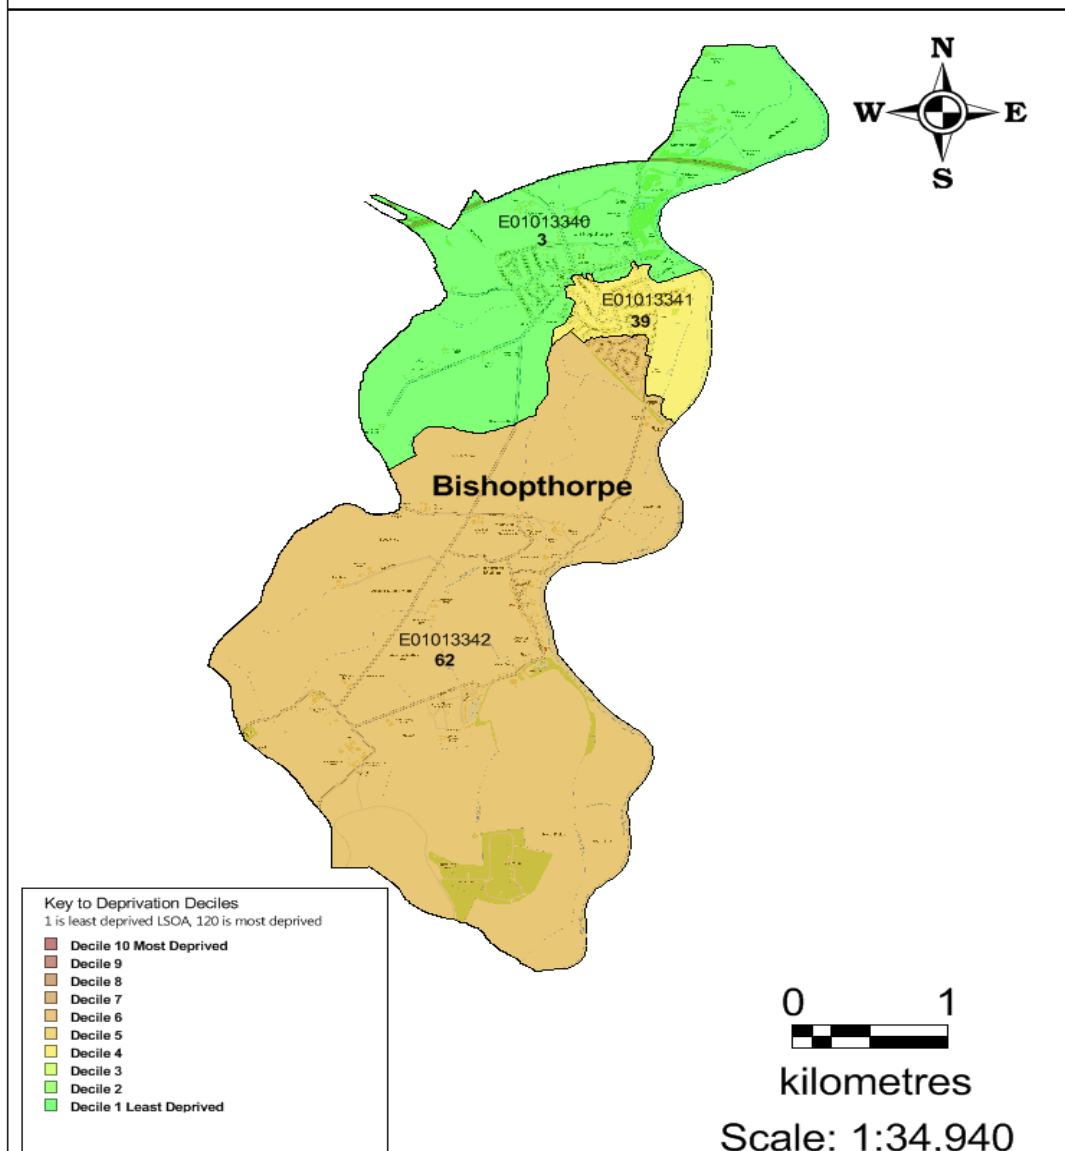 N
W E
S
E01013340
3
E01013341
39
Bishopthorpe
E01013342
62
Key to Deprivation Deciles
1 is least deprived LSOA, 120 is most deprived
Decile 10 Most Deprived
Decile 9
Decile 8
Decile 7
Decile 6
Decile 5
Decile 4
Decile 3
Decile 2
Decile 1 Least Deprived
0 1
kilometres
Scale: 1:34,940